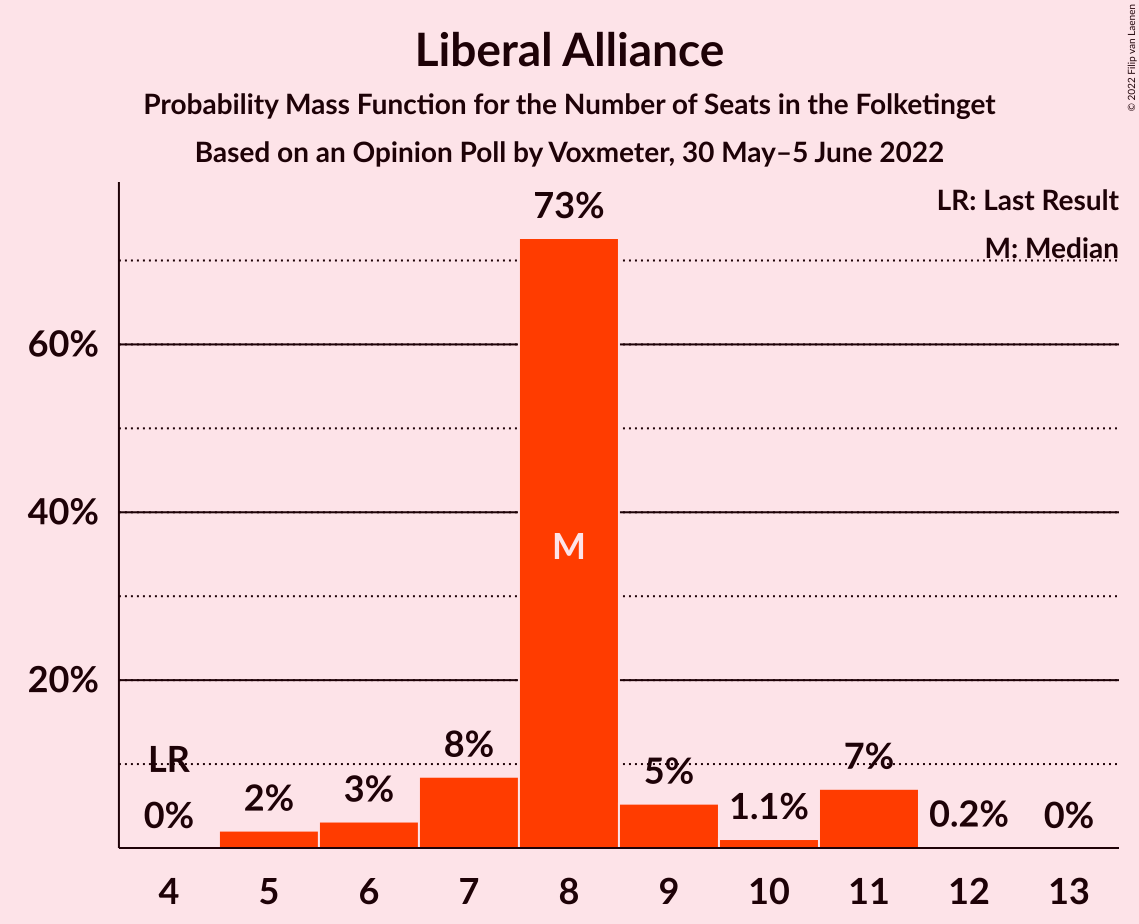 © 2022 Filip van Laenen
Liberal Alliance
Probability Mass Function for the Number of Seats in the Folketinget
Based on an Opinion Poll by Voxmeter, 30 May–5 June 2022
LR: Last Result
M: Median
73%
60%
40%
M
20%
LR
0%
2%
3%
8%
5%
1.1%
7%
0.2%
0%
4 5 6 7 8 9 10 11 12 13